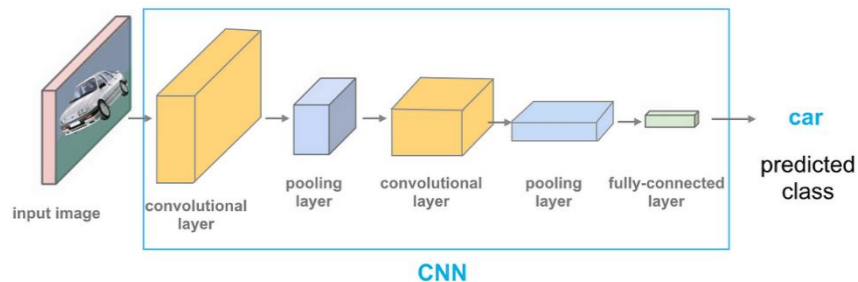 input image
convolutional
layer
pooling
layer
convolutional
layer
pooling
layer
fully-connected
layer
car
predicted
class
CNN